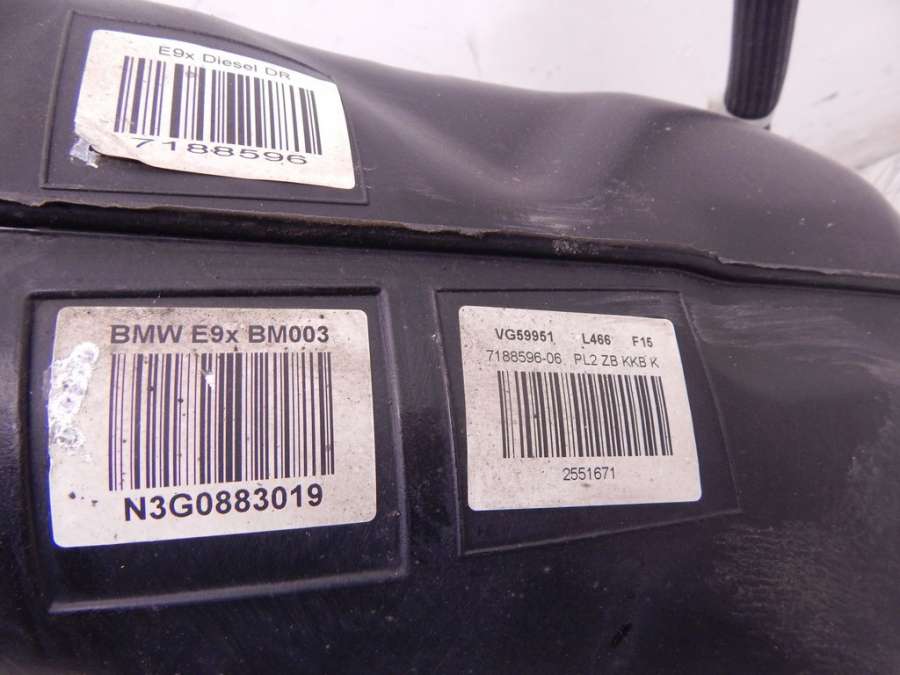 E9x Diesel DR
7188596
BMW E9x BM003
N3G0883019
VG59951 L466 F15
7188596-06 PL2 ZB KKB K
2551671